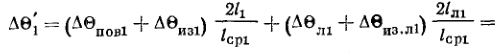 ΔΘ′₁ = (ΔΘпов1 + ΔΘиз1) 2l₁/lср1 + (ΔΘл1 + ΔΘиз.л1) 2lл1/lср1 =